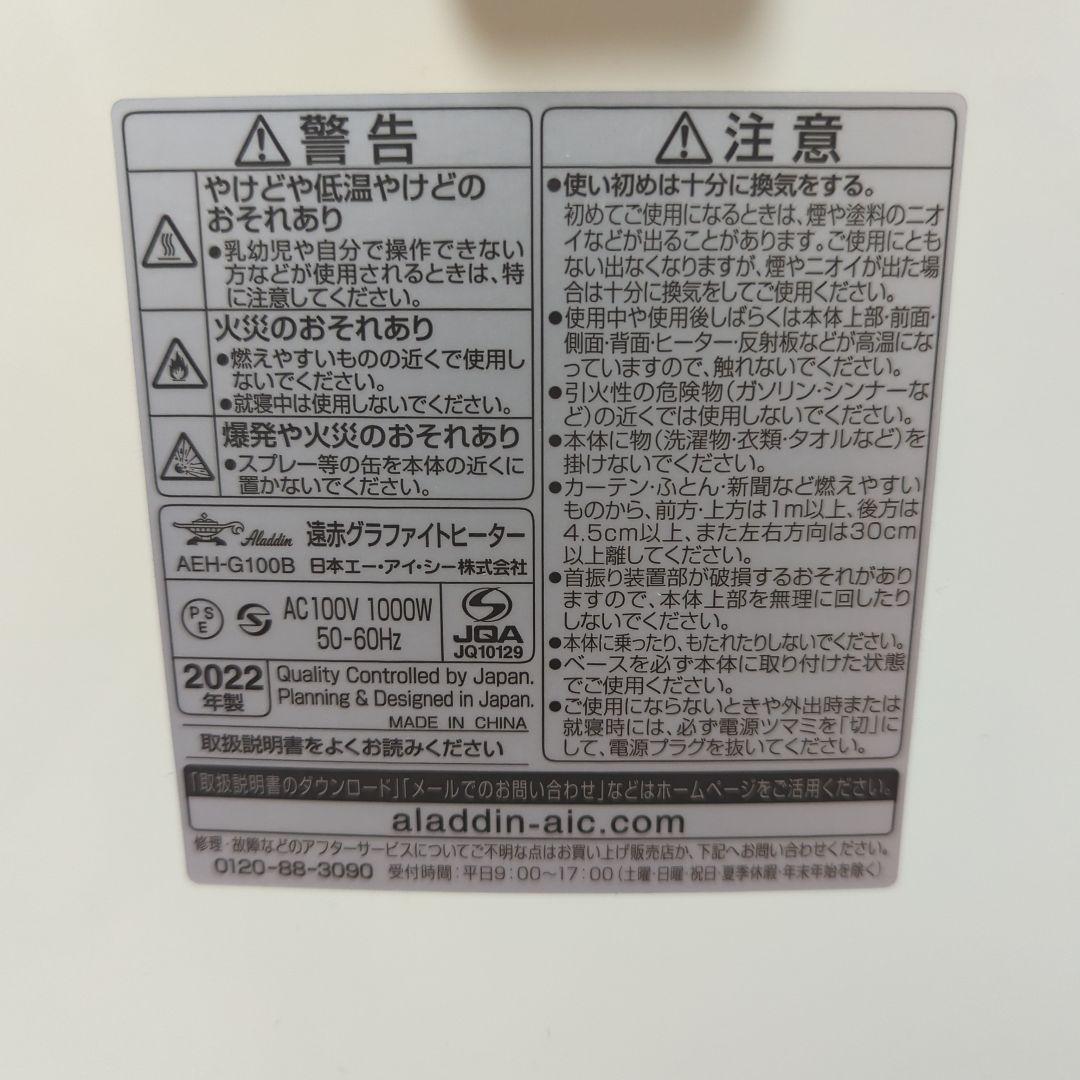 警告
やけどや低温やけどの
おそれあり
●乳幼児や自分で操作できない
方などが使用されるときは、特
に注意してください。
火災のおそれあり
●燃えやすいものの近くで使用し
ないでください。
●就寝中は使用しないでください。
爆発や火災のおそれあり
●スプレー等の缶を本体の近くに
置かないでください。
Aladdin 遠赤グラファイトヒーター
AEH-G100B 日本エー・アイ・シー株式会社
PSE
AC100V 1000W
50-60Hz
JQA
JQ10129
2022
年製
Quality Controlled by Japan.
Planning & Designed in Japan.
MADE IN CHINA
取扱説明書をよくお読みください
注意
●使い初めは十分に換気をする。
初めてご使用になるときは、煙や塗料のニオ
イなどが出ることがあります。ご使用にとも
ない出なくなりますが、煙やニオイが出た場
合は十分に換気をしてご使用ください。
●使用中や使用後しばらくは本体上部・前面・
側面・背面・ヒーター・反射板などが高温にな
っていますので、触れないでください。
●引火性の危険物(ガソリン・シンナーな
ど)の近くでは使用しないでください。
●本体に物(洗濯物・衣類・タオルなど)を
掛けないでください。
●カーテン・ふとん・新聞など燃えやすい
ものから、前方・上方は1m以上、後方は
4.5cm以上、また左右方向は30cm
以上離してください。
●首振り装置部が破損するおそれがあり
ますので、本体上部を無理に回したり
しないでください。
●本体に乗ったり、もたれたりしないでください。
●ベースを必ず本体に取り付けた状態
でご使用ください。
●ご使用にならないときや外出時または
就寝時には、必ず電源ツマミを「切」に
して、電源プラグを抜いてください。
「取扱説明書のダウンロード」「メールでのお問い合わせ」などはホームページをご活用ください。
aladdin-aic.com
修理・故障などのアフターサービスについてご不明な点はお買い上げ販売店か、下記へお問い合わせください。
0120-88-3090 受付時間:平日9:00〜17:00(土曜・日曜・祝日・夏季休暇・年末年始を除く)